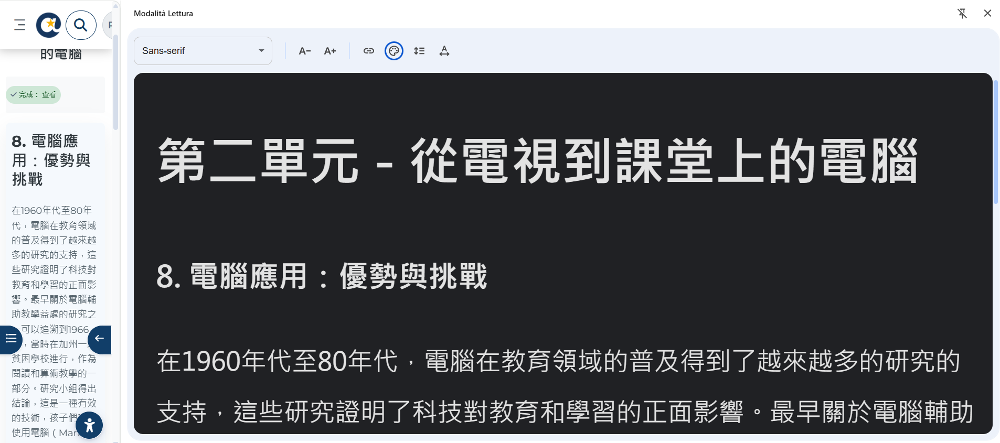 的電腦
完成： 查看
8. 電腦應
用：優勢與
挑戰
在1960年代至80年
代，電腦在教育領域
的普及得到了越來越
多的研究的支持，這
些研究證明了科技對
教育和學習的正面影
響。最早關於電腦輔
助教學益處的研究之
可以追溯到1966
，當時在加州一
貧困學校進行，作為
閱讀和算術教學的一
部分。研究小組得出
結論，這是一種有效
的技術，孩子們
使用電腦（Mar
Modalità Lettura
Sans-serif
A-
A+
A
第二單元 - 從電視到課堂上的電腦
8. 電腦應用：優勢與挑戰
在1960年代至80年代，電腦在教育領域的普及得到了越來越多的研究的
支持，這些研究證明了科技對教育和學習的正面影響。最早關於電腦輔助